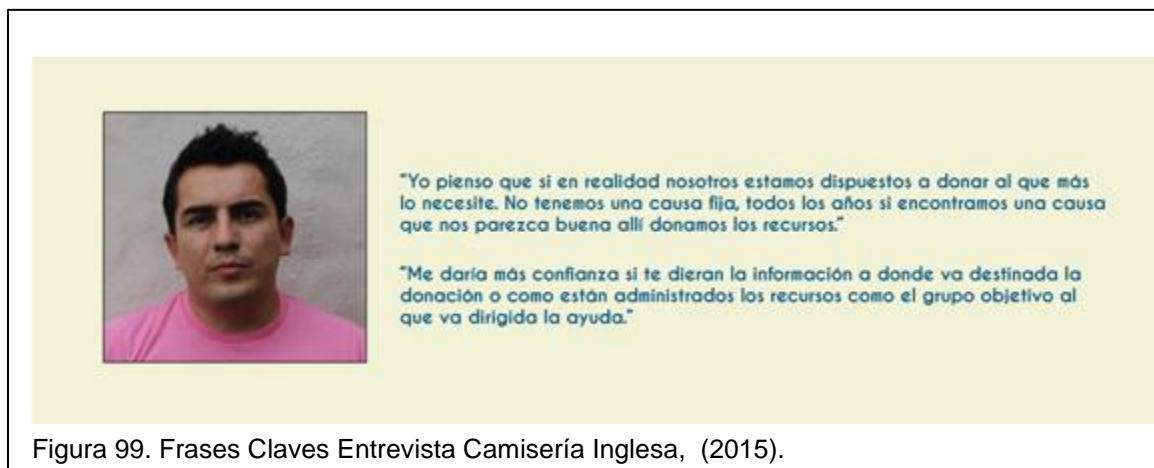 "Yo pienso que si en realidad nosotros estamos dispuestos a donar al que más
lo necesite. No tenemos una causa fija, todos los años si encontramos una causa
que nos parezca buena allí donamos los recursos."
"Me daría más confianza si te dieran la información a donde va destinada la
donación o como están administrados los recursos como el grupo objetivo al
que va dirigida la ayuda."
Figura 99. Frases Claves Entrevista Camisería Inglesa, (2015).